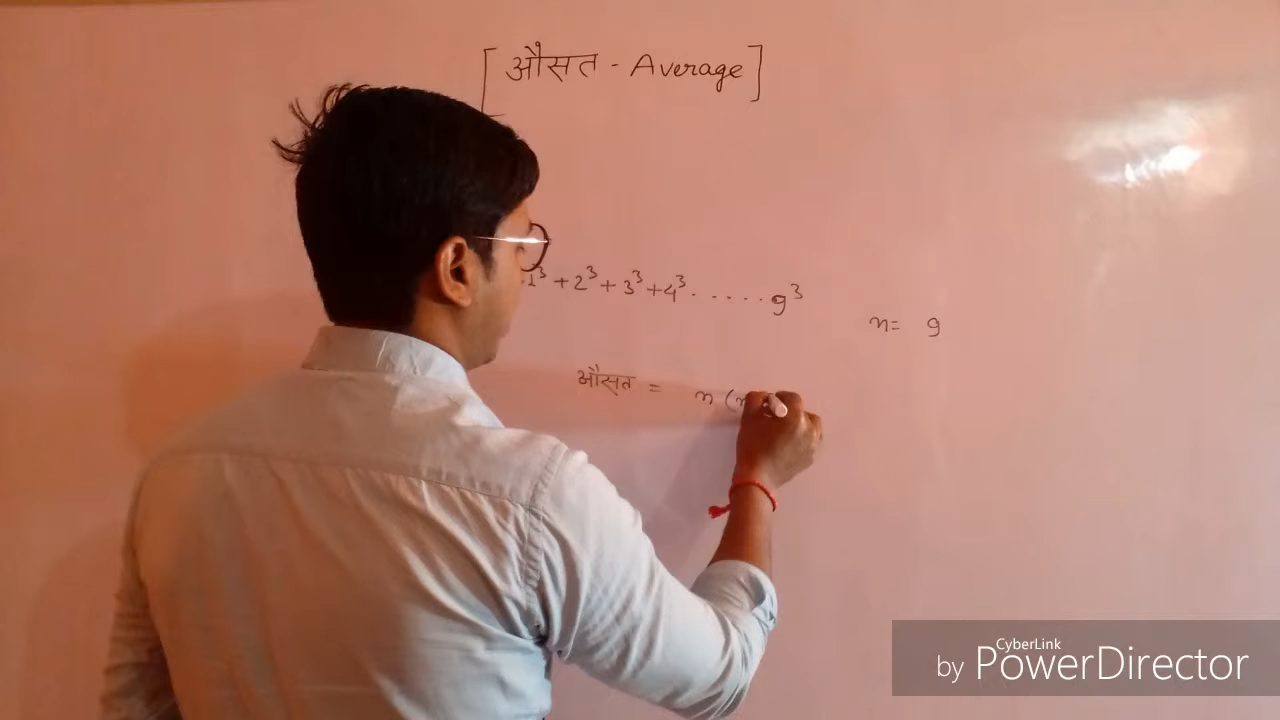 [औसत - Average]
1³ + 2³ + 3³ + 4³ . . . . . 9³
n = 9
औसत = n (n
CyberLink
by PowerDirector